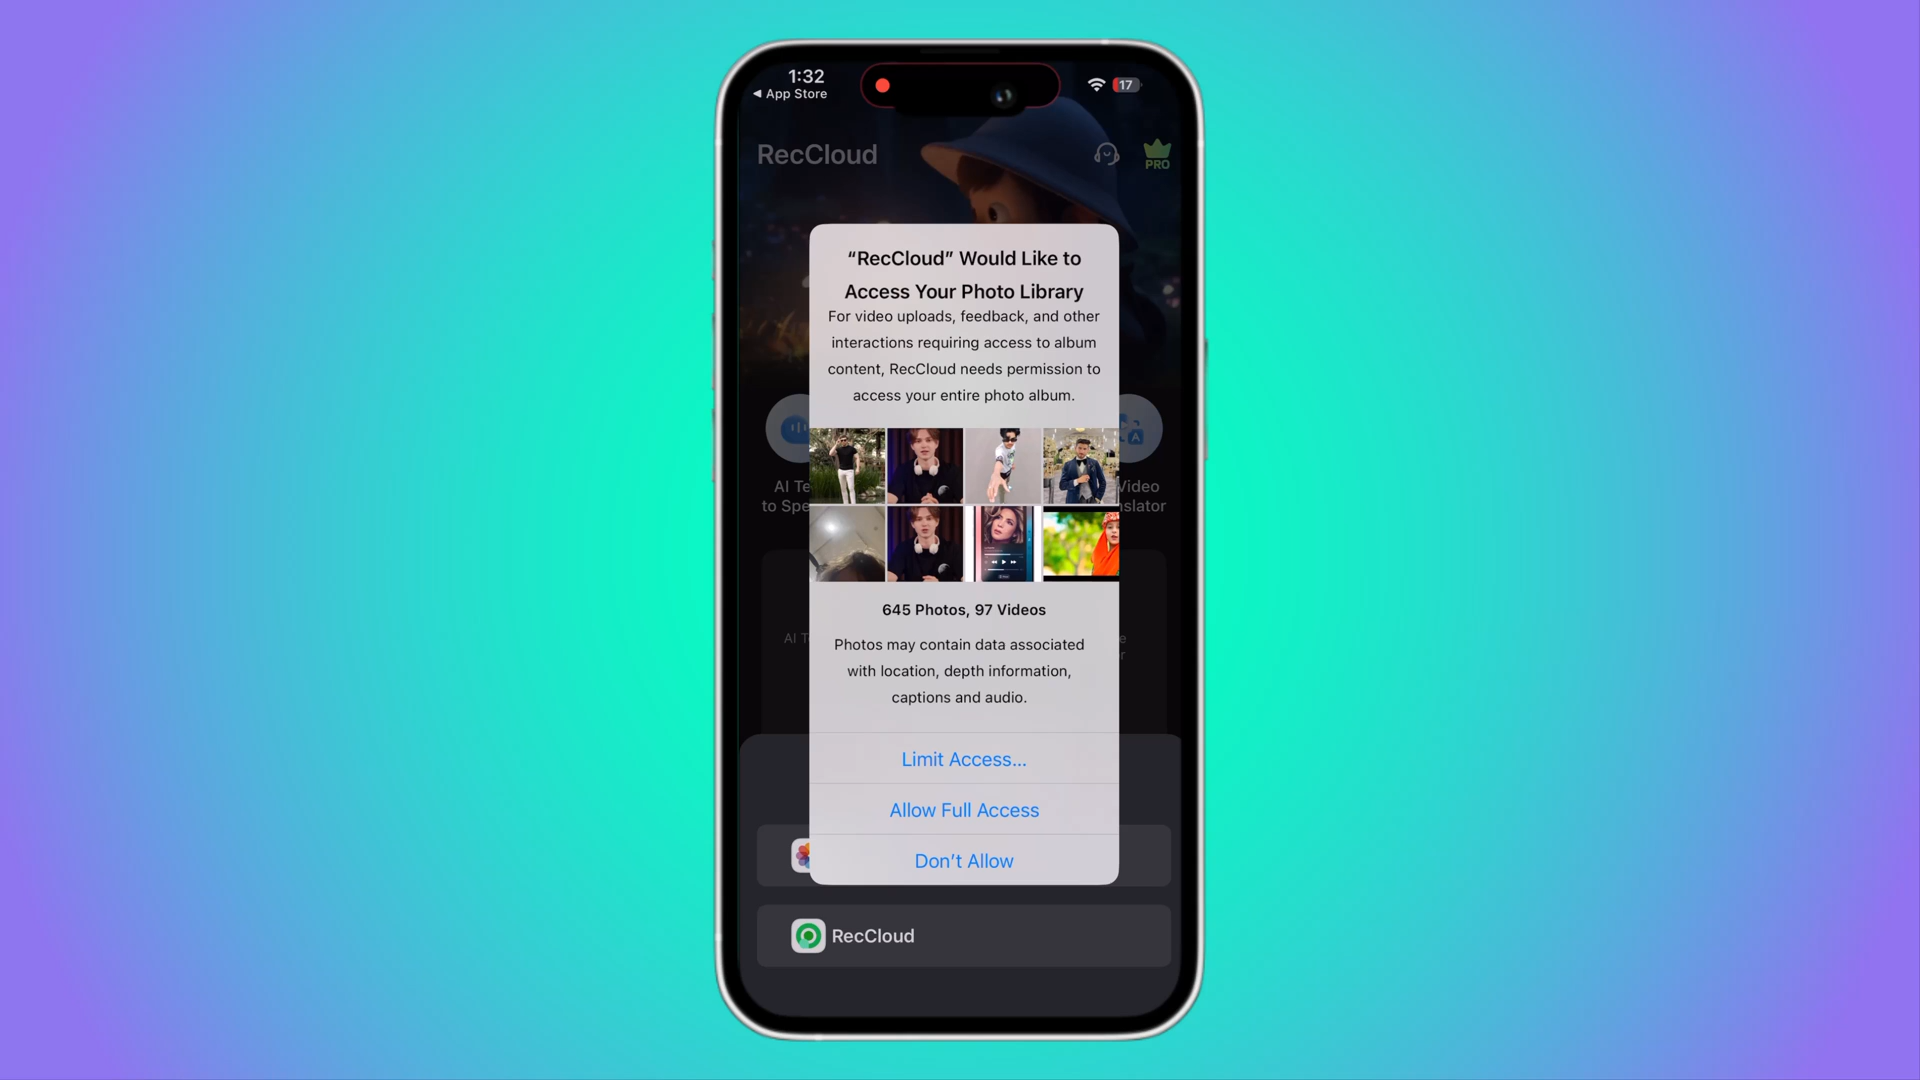 1:32
◀ App Store
17
RecCloud
PRO
“RecCloud” Would Like to
Access Your Photo Library
For video uploads, feedback, and other
interactions requiring access to album
content, RecCloud needs permission to
access your entire photo album.
A
AI Te
to Spe
Video
nslator
645 Photos, 97 Videos
AI T
Photos may contain data associated
with location, depth information,
captions and audio.
Limit Access...
Allow Full Access
Don’t Allow
RecCloud